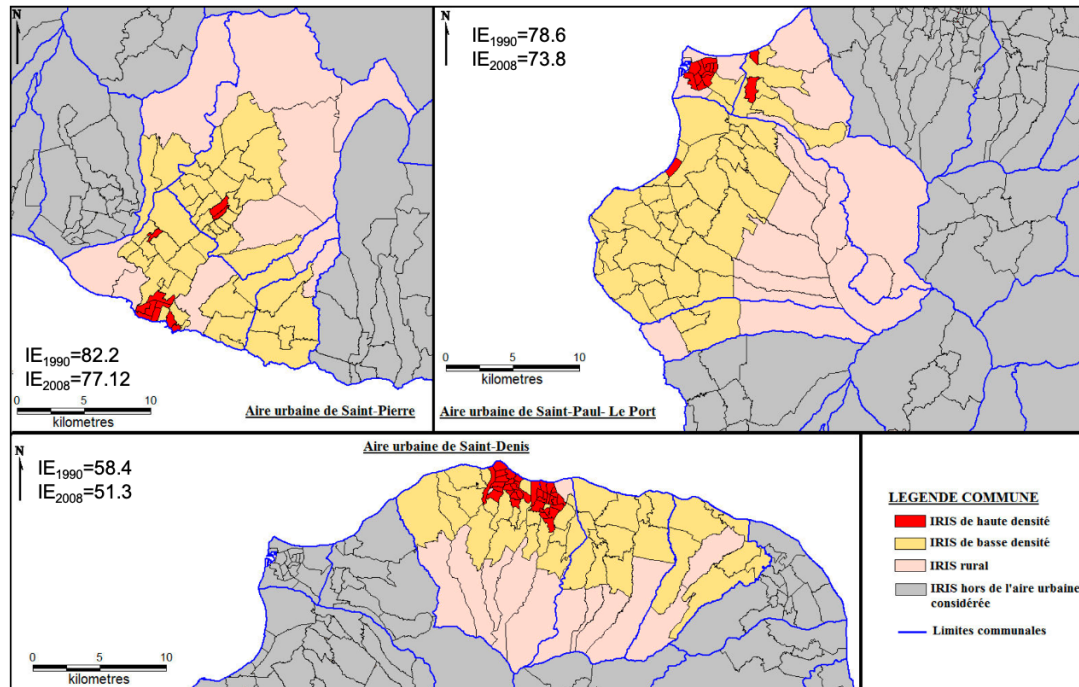 N
IE1990=82.2
IE2008=77.12
0 5 10
kilometres
Aire urbaine de Saint-Pierre
N
IE1990=78.6
IE2008=73.8
0 5 10
kilometres
Aire urbaine de Saint-Paul- Le Port
Aire urbaine de Saint-Denis
N
IE1990=58.4
IE2008=51.3
0 5 10
kilometres
LEGENDE COMMUNE
IRIS de haute densité
IRIS de basse densité
IRIS rural
IRIS hors de l'aire urbaine
considérée
Limites communales